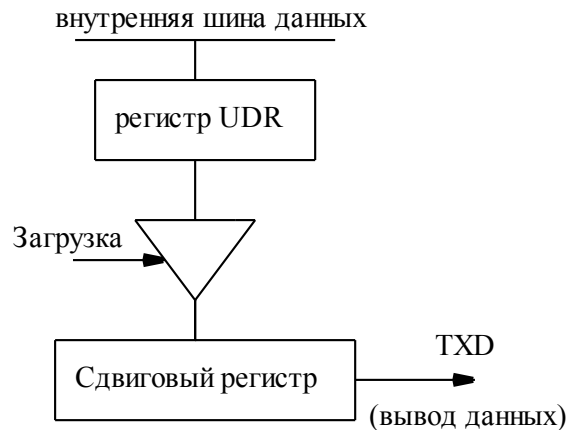 внутренняя шина данных
регистр UDR
Загрузка
Сдвиговый регистр
TXD
(вывод данных)